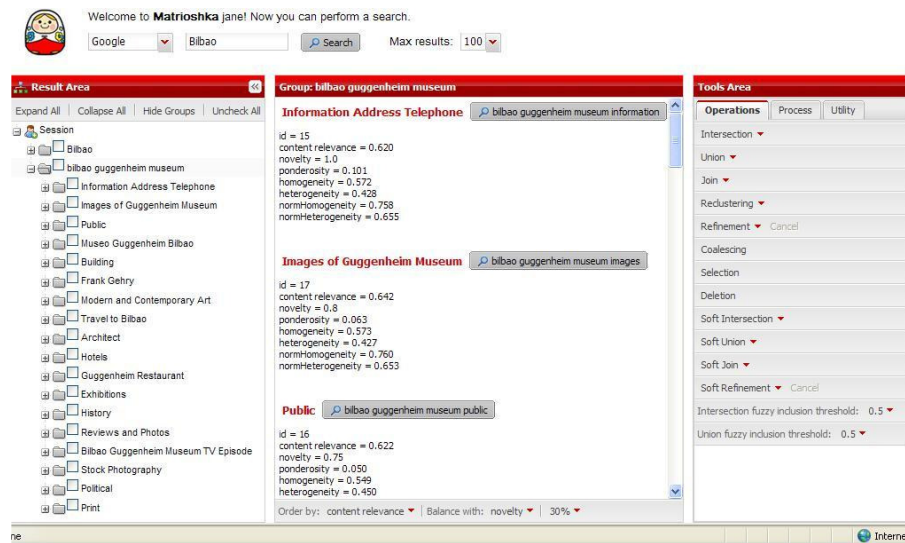 Welcome to Matrioshka jane! Now you can perform a search.
Google Bilbao Search Max results: 100
Result Area
Expand All | Collapse All | Hide Groups | Uncheck All
Session
Bilbao
bilbao guggenheim museum
Information Address Telephone
Images of Guggenheim Museum
Public
Museo Guggenheim Bilbao
Building
Frank Gehry
Modern and Contemporary Art
Travel to Bilbao
Architect
Hotels
Guggenheim Restaurant
Exhibitions
History
Reviews and Photos
Bilbao Guggenheim Museum TV Episode
Stock Photography
Political
Print
Group: bilbao guggenheim museum
Information Address Telephone bilbao guggenheim museum information
id = 15
content relevance = 0.620
novelty = 1.0
ponderosity = 0.101
homogeneity = 0.572
heterogeneity = 0.428
normHomogeneity = 0.758
normHeterogeneity = 0.655
Images of Guggenheim Museum bilbao guggenheim museum images
id = 17
content relevance = 0.642
novelty = 0.8
ponderosity = 0.063
homogeneity = 0.573
heterogeneity = 0.427
normHomogeneity = 0.760
normHeterogeneity = 0.653
Public bilbao guggenheim museum public
id = 16
content relevance = 0.622
novelty = 0.75
ponderosity = 0.050
homogeneity = 0.549
heterogeneity = 0.450
Order by: content relevance | Balance with: novelty | 30%
Tools Area
Operations Process Utility
Intersection
Union
Join
Reclustering
Refinement Cancel
Coalescing
Selection
Deletion
Soft Intersection
Soft Union
Soft Join
Soft Refinement Cancel
Intersection fuzzy inclusion threshold: 0.5
Union fuzzy inclusion threshold: 0.5
ne Interne